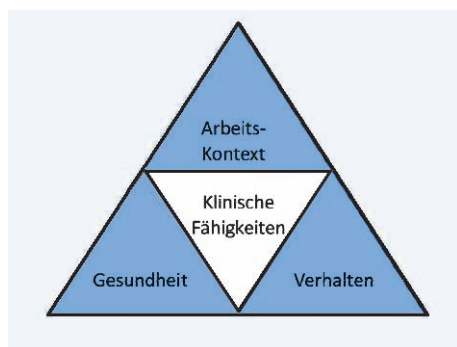 Arbeits-
Kontext
Klinische
Fähigkeiten
Gesundheit
Verhalten